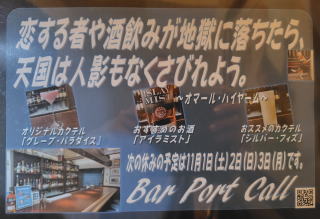 恋する者や酒飲みが地獄に落ちたら、
天国は人影もなくさびれよう。
～オマール・ハイヤーム～
ISLAY
MIST
オリジナルカクテル
「グレープ・パラダイス」
おすすめのお酒
「アイラミスト」
おススメのカクテル
「シルバー・フィズ」
次の休みの予定は11月1日(土)2日(日)3日(月)です。
Bar Port Call